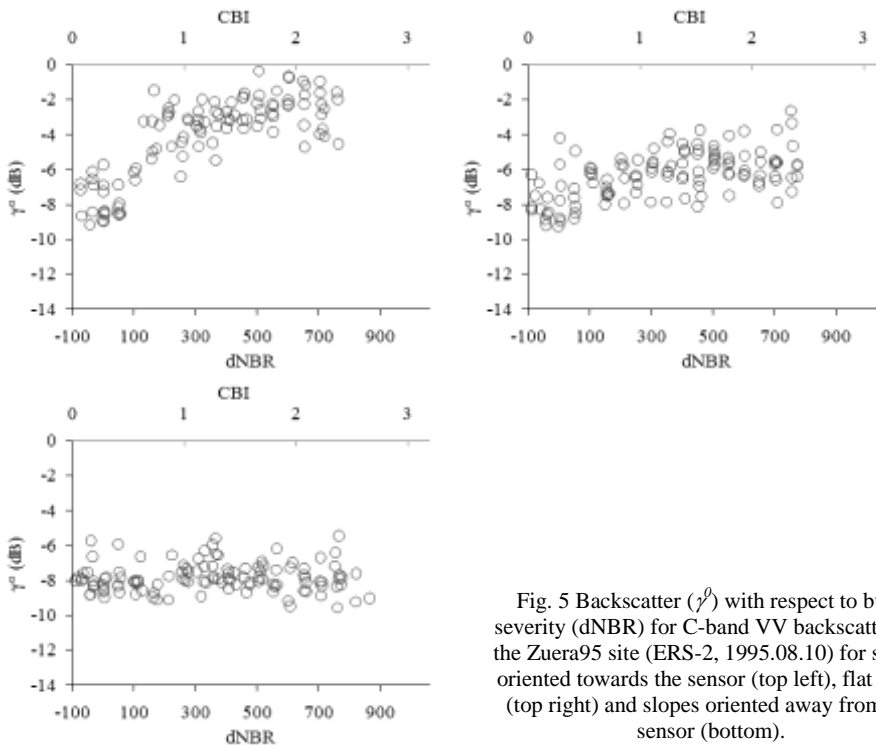 CBI
0 1 2 3
0
-2
-4
-6
-8
-10
-12
-14
γº (dB)
-100 100 300 500 700 900
dNBR
CBI
0 1 2 3
0
-2
-4
-6
-8
-10
-12
-14
γº (dB)
-100 100 300 500 700 900
dNBR
CBI
0 1 2 3
0
-2
-4
-6
-8
-10
-12
-14
γº (dB)
-100 100 300 500 700 900
dNBR
Fig. 5 Backscatter (γ⁰) with respect to bu
severity (dNBR) for C-band VV backscatt
the Zuera95 site (ERS-2, 1995.08.10) for s
oriented towards the sensor (top left), flat
(top right) and slopes oriented away from
sensor (bottom).